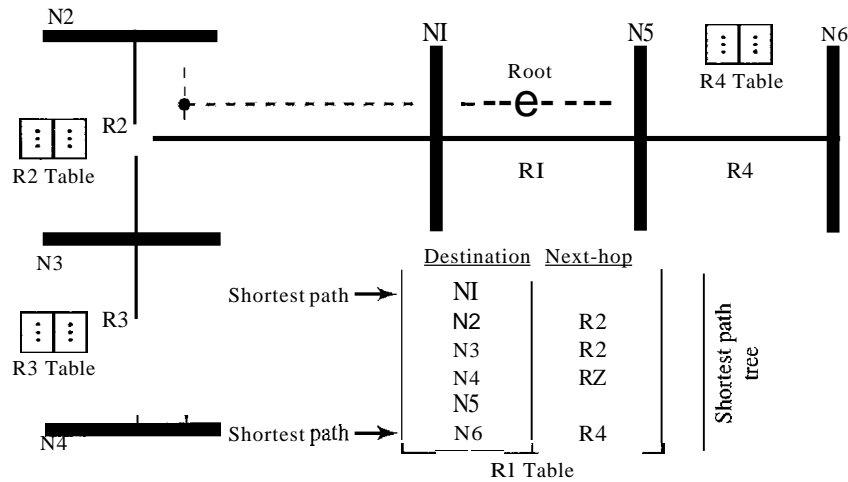 N2
NI
N5
N6
Root
e
R4 Table
R2
R2 Table
RI
R4
N3
Destination Next-hop
Shortest path
NI
N2 R2
R3
N3 R2
R3 Table
N4 RZ
N5
N4
Shortest path
N6 R4
Shortest path
tree
R1 Table